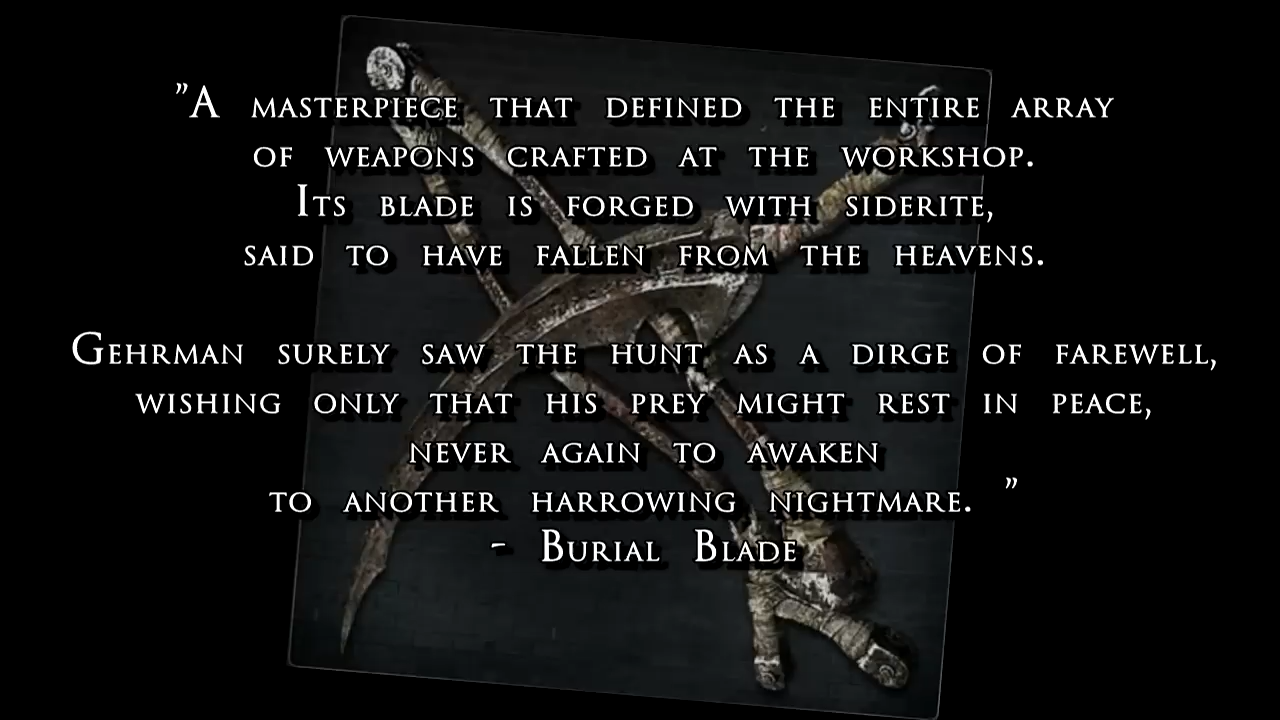 "A masterpiece that defined the entire array
of weapons crafted at the workshop.
Its blade is forged with siderite,
said to have fallen from the heavens.
Gehrman surely saw the hunt as a dirge of farewell,
wishing only that his prey might rest in peace,
never again to awaken
to another harrowing nightmare. "
- Burial Blade